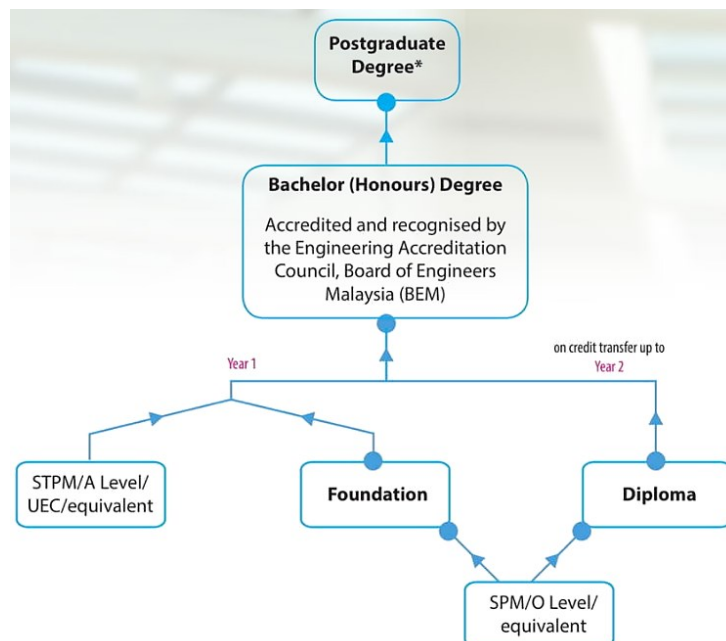 Postgraduate
Degree*
Bachelor (Honours) Degree
Accredited and recognised by
the Engineering Accreditation
Council, Board of Engineers
Malaysia (BEM)
Year 1
on credit transfer up to
Year 2
STPM/A Level/
UEC/equivalent
Foundation
Diploma
SPM/O Level/
equivalent